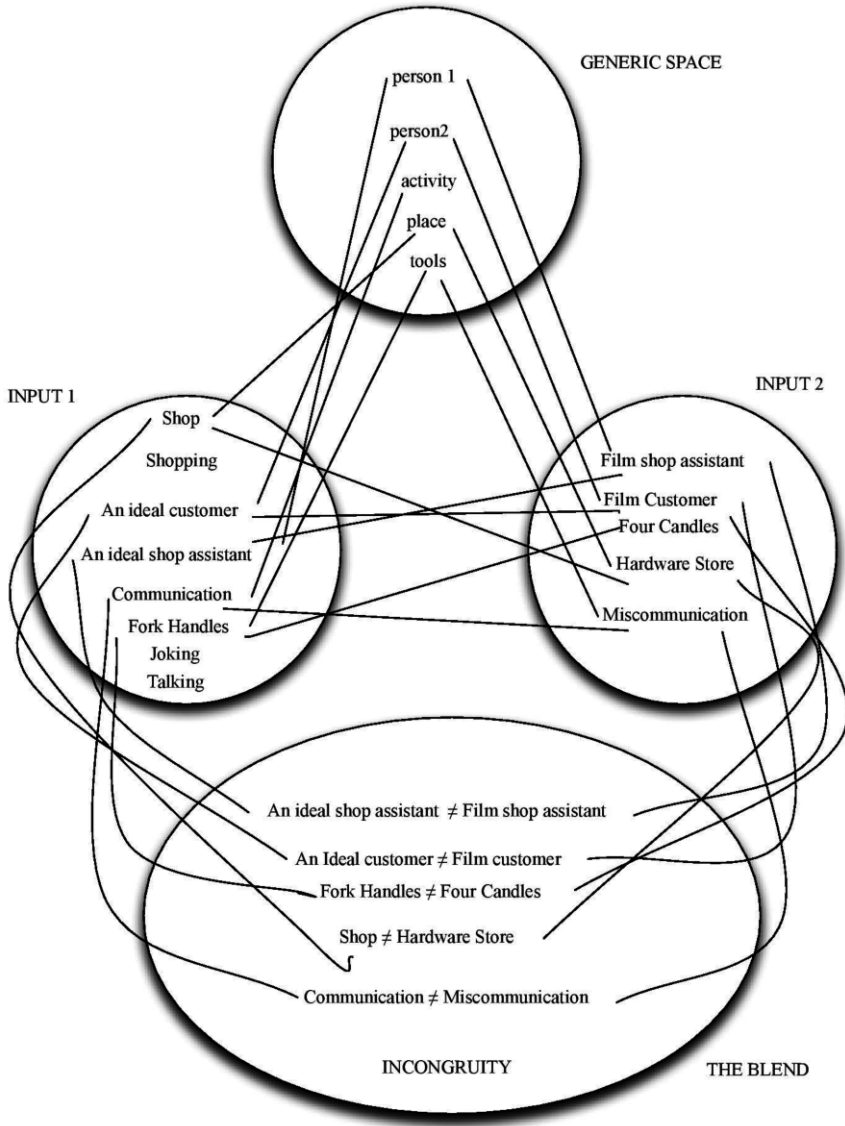 GENERIC SPACE
person 1
person2
activity
place
tools
INPUT 1
Shop
Shopping
An ideal customer
An ideal shop assistant
Communication
Fork Handles
Joking
Talking
INPUT 2
Film shop assistant
Film Customer
Four Candles
Hardware Store
Miscommunication
An ideal shop assistant ≠ Film shop assistant
An Ideal customer ≠ Film customer
Fork Handles ≠ Four Candles
Shop ≠ Hardware Store
Communication ≠ Miscommunication
INCONGRUITY
THE BLEND